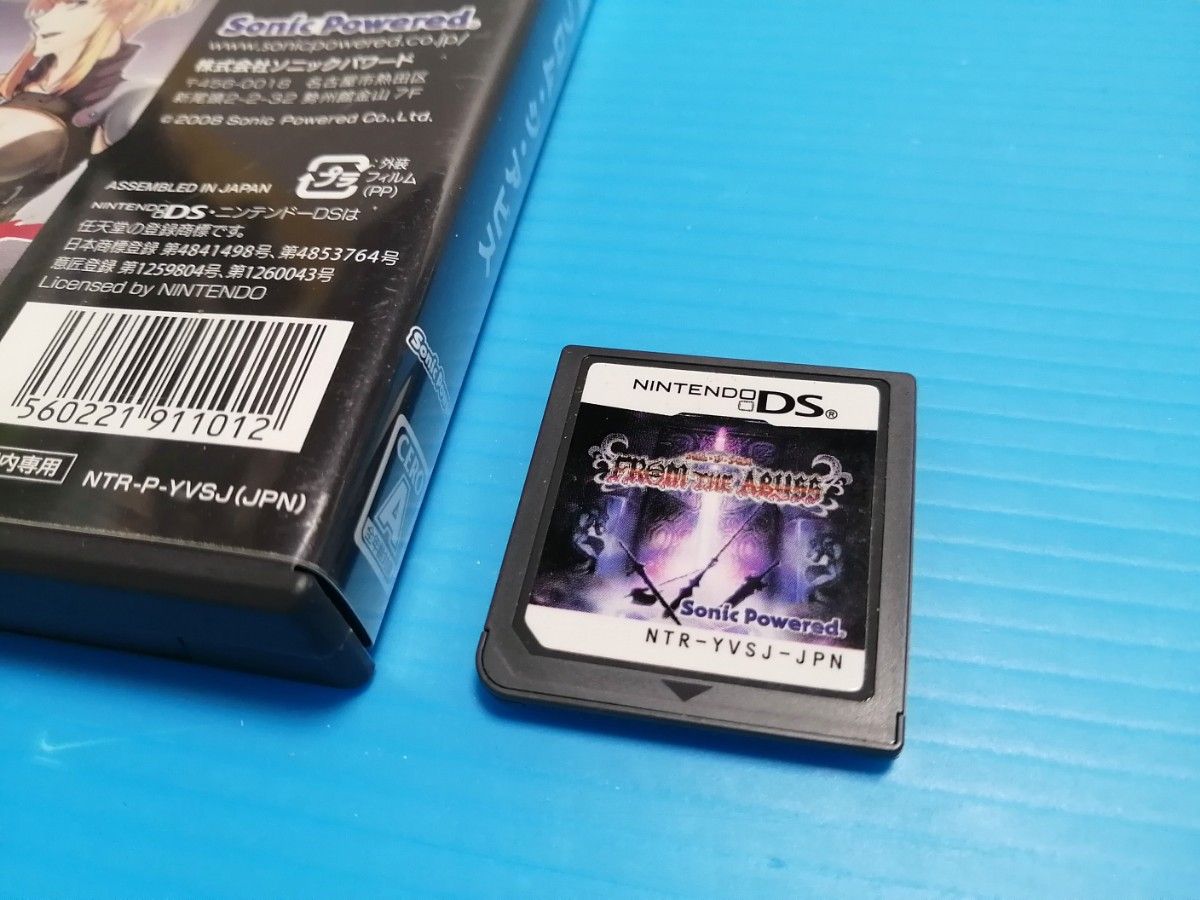 Sonic Powered.
www.sonicpowered.co.jp/
株式会社ソニックパワード
〒456-0016 名古屋市熱田区
新尾頭2-2-32 勢州館金山 7F
©2008 Sonic Powered Co.,Ltd.
ASSEMBLED IN JAPAN
プラ
:外装
フィルム
(PP)
NINTENDO DS・ニンテンドーDSは
任天堂の登録商標です。
日本商標登録 第4841498号、第4853764号
意匠登録 第1259804号、第1260043号
Licensed by NINTENDO
560221 911012
内専用
NTR-P-YVSJ(JPN)
CERO
A
NINTENDO DS®
FROM THE ABYSS
Sonic Powered.
NTR-YVSJ-JPN